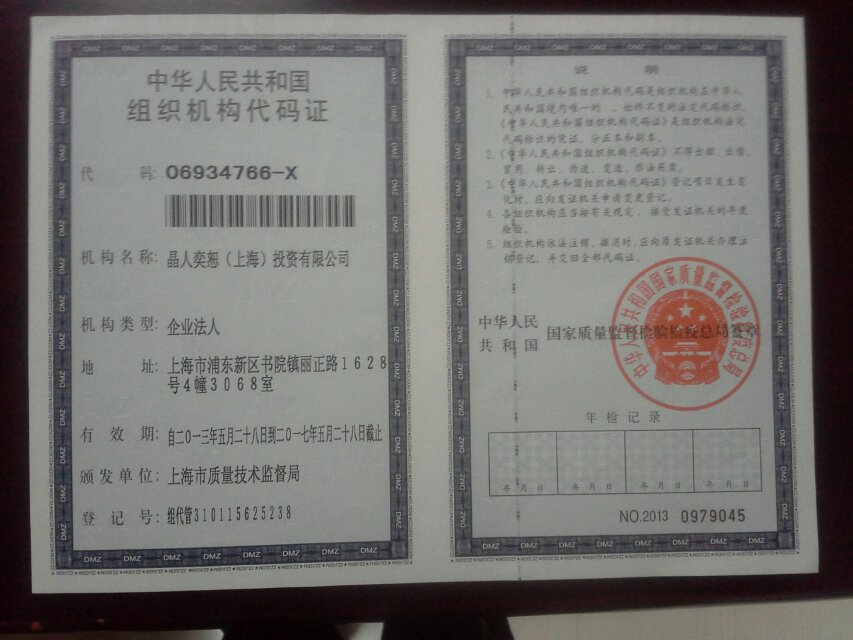 中华人民共和国
组织机构代码证
代 码: 06934766-X
机构名称: 晶人奕恕（上海）投资有限公司
机构类型: 企业法人
地 址: 上海市浦东新区书院镇丽正路1628
号4幢3068室
有 效 期: 自二0一三年五月二十八日到二0一七年五月二十八日截止
颁发单位: 上海市质量技术监督局
登 记 号: 组代管310115625238
说 明
1. 中华人民共和国组织机构代码是组织机构在中华人
民共和国境内唯一的、始终不变的法定代码标识,
《中华人民共和国组织机构代码证》是组织机构法定
代码标识的凭证, 分正本和副本。
2. 《中华人民共和国组织机构代码证》不得出租, 出借,
冒用, 转让, 伪造, 变造, 非法买卖。
3. 《中华人民共和国组织机构代码证》登记项目发生变
化时, 应向发证机关申请变更登记。
4. 各组织机构应当按有关规定, 接受发证机关的年度
检验。
5. 组织机构依法注销、撤消时, 应向原发证机关办理注
销登记, 并交回全部代码证。
中华人民
共和国 国家质量监督检验检疫总局签章
中华人民共和国国家质量监督检验检疫总局
年检记录
年 月 日 年 月 日 年 月 日 年 月 日
NO.2013 0979045